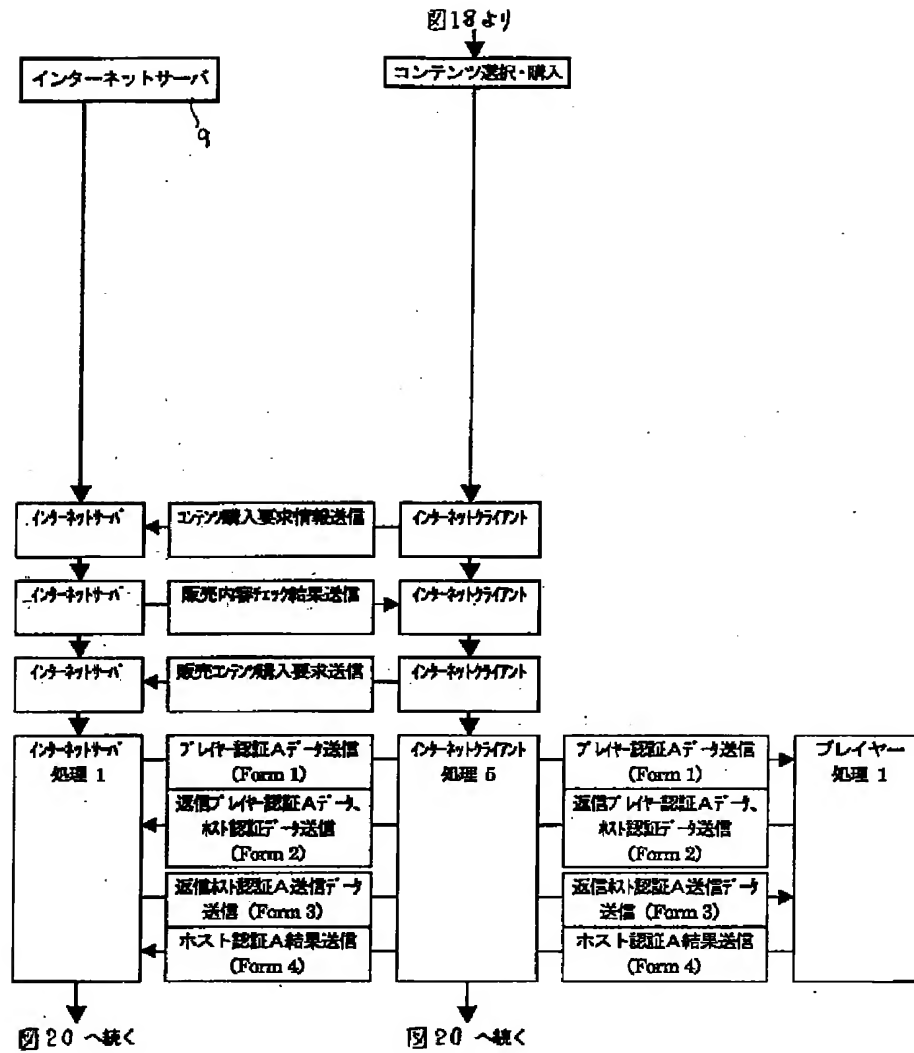 図18より
インターネットサーバ
コンテンツ選択・購入
9
インターネットサーバ
コンテンツ購入要求情報送信
インターネットクライアント
インターネットサーバ
販売内容チェック結果送信
インターネットクライアント
インターネットサーバ
販売コンテンツ購入要求送信
インターネットクライアント
インターネットサーバ
処理 1
プレイヤー認証Aデータ送信
(Form 1)
インターネットクライアント
処理 5
プレイヤー認証Aデータ送信
(Form 1)
プレイヤー
処理 1
返信プレイヤー認証Aデータ、
ホスト認証データ送信
(Form 2)
返信プレイヤー認証Aデータ、
ホスト認証データ送信
(Form 2)
返信ホスト認証A送信データ
送信 (Form 3)
返信ホスト認証A送信データ
送信 (Form 3)
ホスト認証A結果送信
(Form 4)
ホスト認証A結果送信
(Form 4)
図20 へ続く
図20 へ続く